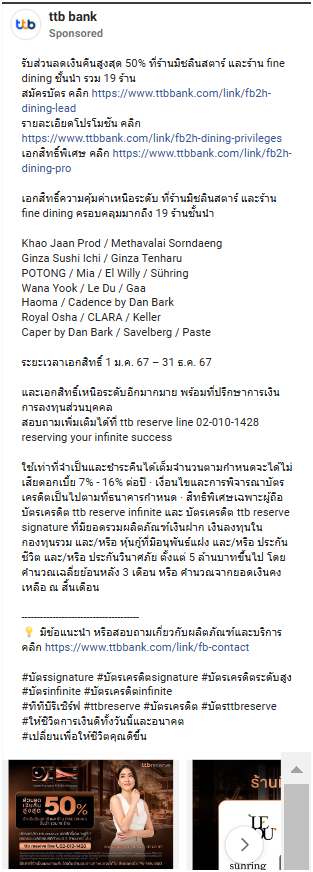 ttb
ttb bank
Sponsored
รับส่วนลดเงินคืนสูงสุด 50% ที่ร้านมิชลินสตาร์ และร้าน fine
dining ชั้นนำ รวม 19 ร้าน
สมัครบัตร คลิก https://www.ttbbank.com/link/fb2h-
dining-lead
รายละเอียดโปรโมชัน คลิก
https://www.ttbbank.com/link/fb2h-dining-privileges
เอกสิทธิ์พิเศษ คลิก https://www.ttbbank.com/link/fb2h-
dining-pro
เอกสิทธิ์ความคุ้มค่าเหนือระดับ ที่ร้านมิชลินสตาร์ และร้าน
fine dining ครอบคลุมมากถึง 19 ร้านชั้นนำ
Khao Jaan Prod / Methavalai Sorndaeng
Ginza Sushi Ichi / Ginza Tenharu
POTONG / Mia / El Willy / Sühring
Wana Yook / Le Du / Gaa
Haoma / Cadence by Dan Bark
Royal Osha / CLARA / Keller
Caper by Dan Bark / Savelberg / Paste
ระยะเวลาเอกสิทธิ์ 1 ม.ค. 67 – 31 ธ.ค. 67
และเอกสิทธิ์เหนือระดับอีกมากมาย พร้อมที่ปรึกษาการเงิน
การลงทุนส่วนบุคคล
สอบถามเพิ่มเติมได้ที่ ttb reserve line 02-010-1428
reserving your infinite success
ใช้เท่าที่จำเป็นและชำระคืนได้เต็มจำนวนตามกำหนดจะได้ไม่
เสียดอกเบี้ย 7% - 16% ต่อปี · เงื่อนไขและการพิจารณาบัตร
เครดิตเป็นไปตามที่ธนาคารกำหนด · สิทธิพิเศษเฉพาะผู้ถือ
บัตรเครดิต ttb reserve infinite และ บัตรเครดิต ttb reserve
signature ที่มียอดรวมผลิตภัณฑ์เงินฝาก เงินลงทุนใน
กองทุนรวม และ/หรือ หุ้นกู้ที่มีอนุพันธ์แฝง และ/หรือ ประกัน
ชีวิต และ/หรือ ประกันวินาศภัย ตั้งแต่ 5 ล้านบาทขึ้นไป โดย
คำนวณเฉลี่ยย้อนหลัง 3 เดือน หรือ คำนวณจากยอดเงินคง
เหลือ ณ สิ้นเดือน
--------------------------------------
💡 มีข้อแนะนำ หรือสอบถามเกี่ยวกับผลิตภัณฑ์และบริการ
คลิก https://www.ttbbank.com/link/fb-contact
#บัตรsignature #บัตรเครดิตsignature #บัตรเครดิตระดับสูง
#บัตรinfinite #บัตรเครดิตinfinite
#ทีทีบีรีเซิร์ฟ #ttbreserve #บัตรเครดิต #บัตรttbreserve
#ให้ชีวิตการเงินดีทั้งวันนี้และอนาคต
#เปลี่ยนเพื่อให้ชีวิตคุณดีขึ้น
ttb reserve
ส่วนลด
เงินคืนสูงสุด
50%
ttb reserve line 02-010-1428
ร้านมิ
LE
DU
sühring